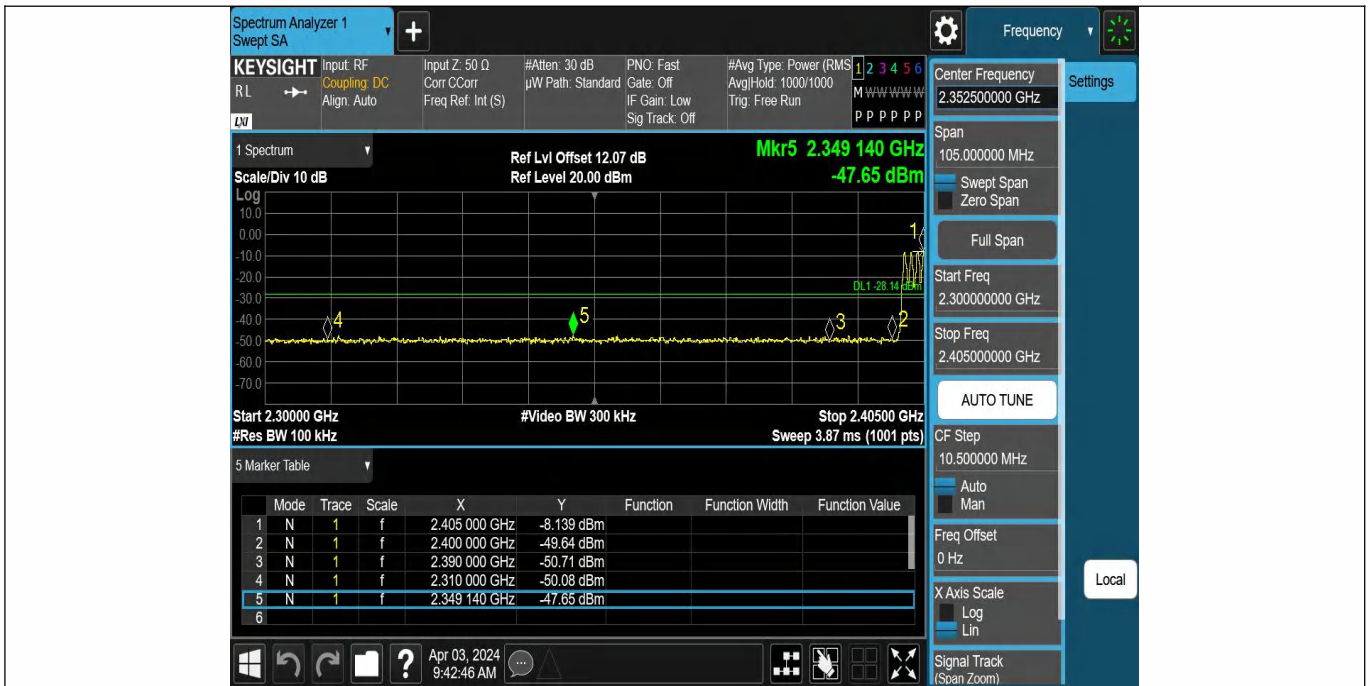 Spectrum Analyzer 1
Swept SA
Frequency
KEYSIGHT
RL
LXI
Input: RF
Coupling: DC
Align: Auto
Input Z: 50 Ω
Corr CCorr
Freq Ref: Int (S)
#Atten: 30 dB
µW Path: Standard
PNO: Fast
Gate: Off
IF Gain: Low
Sig Track: Off
#Avg Type: Power (RMS
Avg|Hold: 1000/1000
Trig: Free Run
1 2 3 4 5 6
M W W W W W
P P P P P P
Center Frequency
2.352500000 GHz
Settings
Span
105.000000 MHz
Swept Span
Zero Span
Full Span
Start Freq
2.300000000 GHz
Stop Freq
2.405000000 GHz
AUTO TUNE
CF Step
10.500000 MHz
Auto
Man
Freq Offset
0 Hz
X Axis Scale
Log
Lin
Signal Track
(Span Zoom)
Local
1 Spectrum
Scale/Div 10 dB
Ref Lvl Offset 12.07 dB
Ref Level 20.00 dBm
Mkr5 2.349 140 GHz
-47.65 dBm
Log
10.0
0.00
-10.0
-20.0
-30.0
-40.0
-50.0
-60.0
-70.0
1
DL1 -28.14 dBm
4
5
3
2
Start 2.30000 GHz
#Video BW 300 kHz
Stop 2.40500 GHz
#Res BW 100 kHz
Sweep 3.87 ms (1001 pts)
5 Marker Table
Mode Trace Scale X Y Function Function Width Function Value
1 N 1 f 2.405 000 GHz -8.139 dBm
2 N 1 f 2.400 000 GHz -49.64 dBm
3 N 1 f 2.390 000 GHz -50.71 dBm
4 N 1 f 2.310 000 GHz -50.08 dBm
5 N 1 f 2.349 140 GHz -47.65 dBm
6
Apr 03, 2024
9:42:46 AM